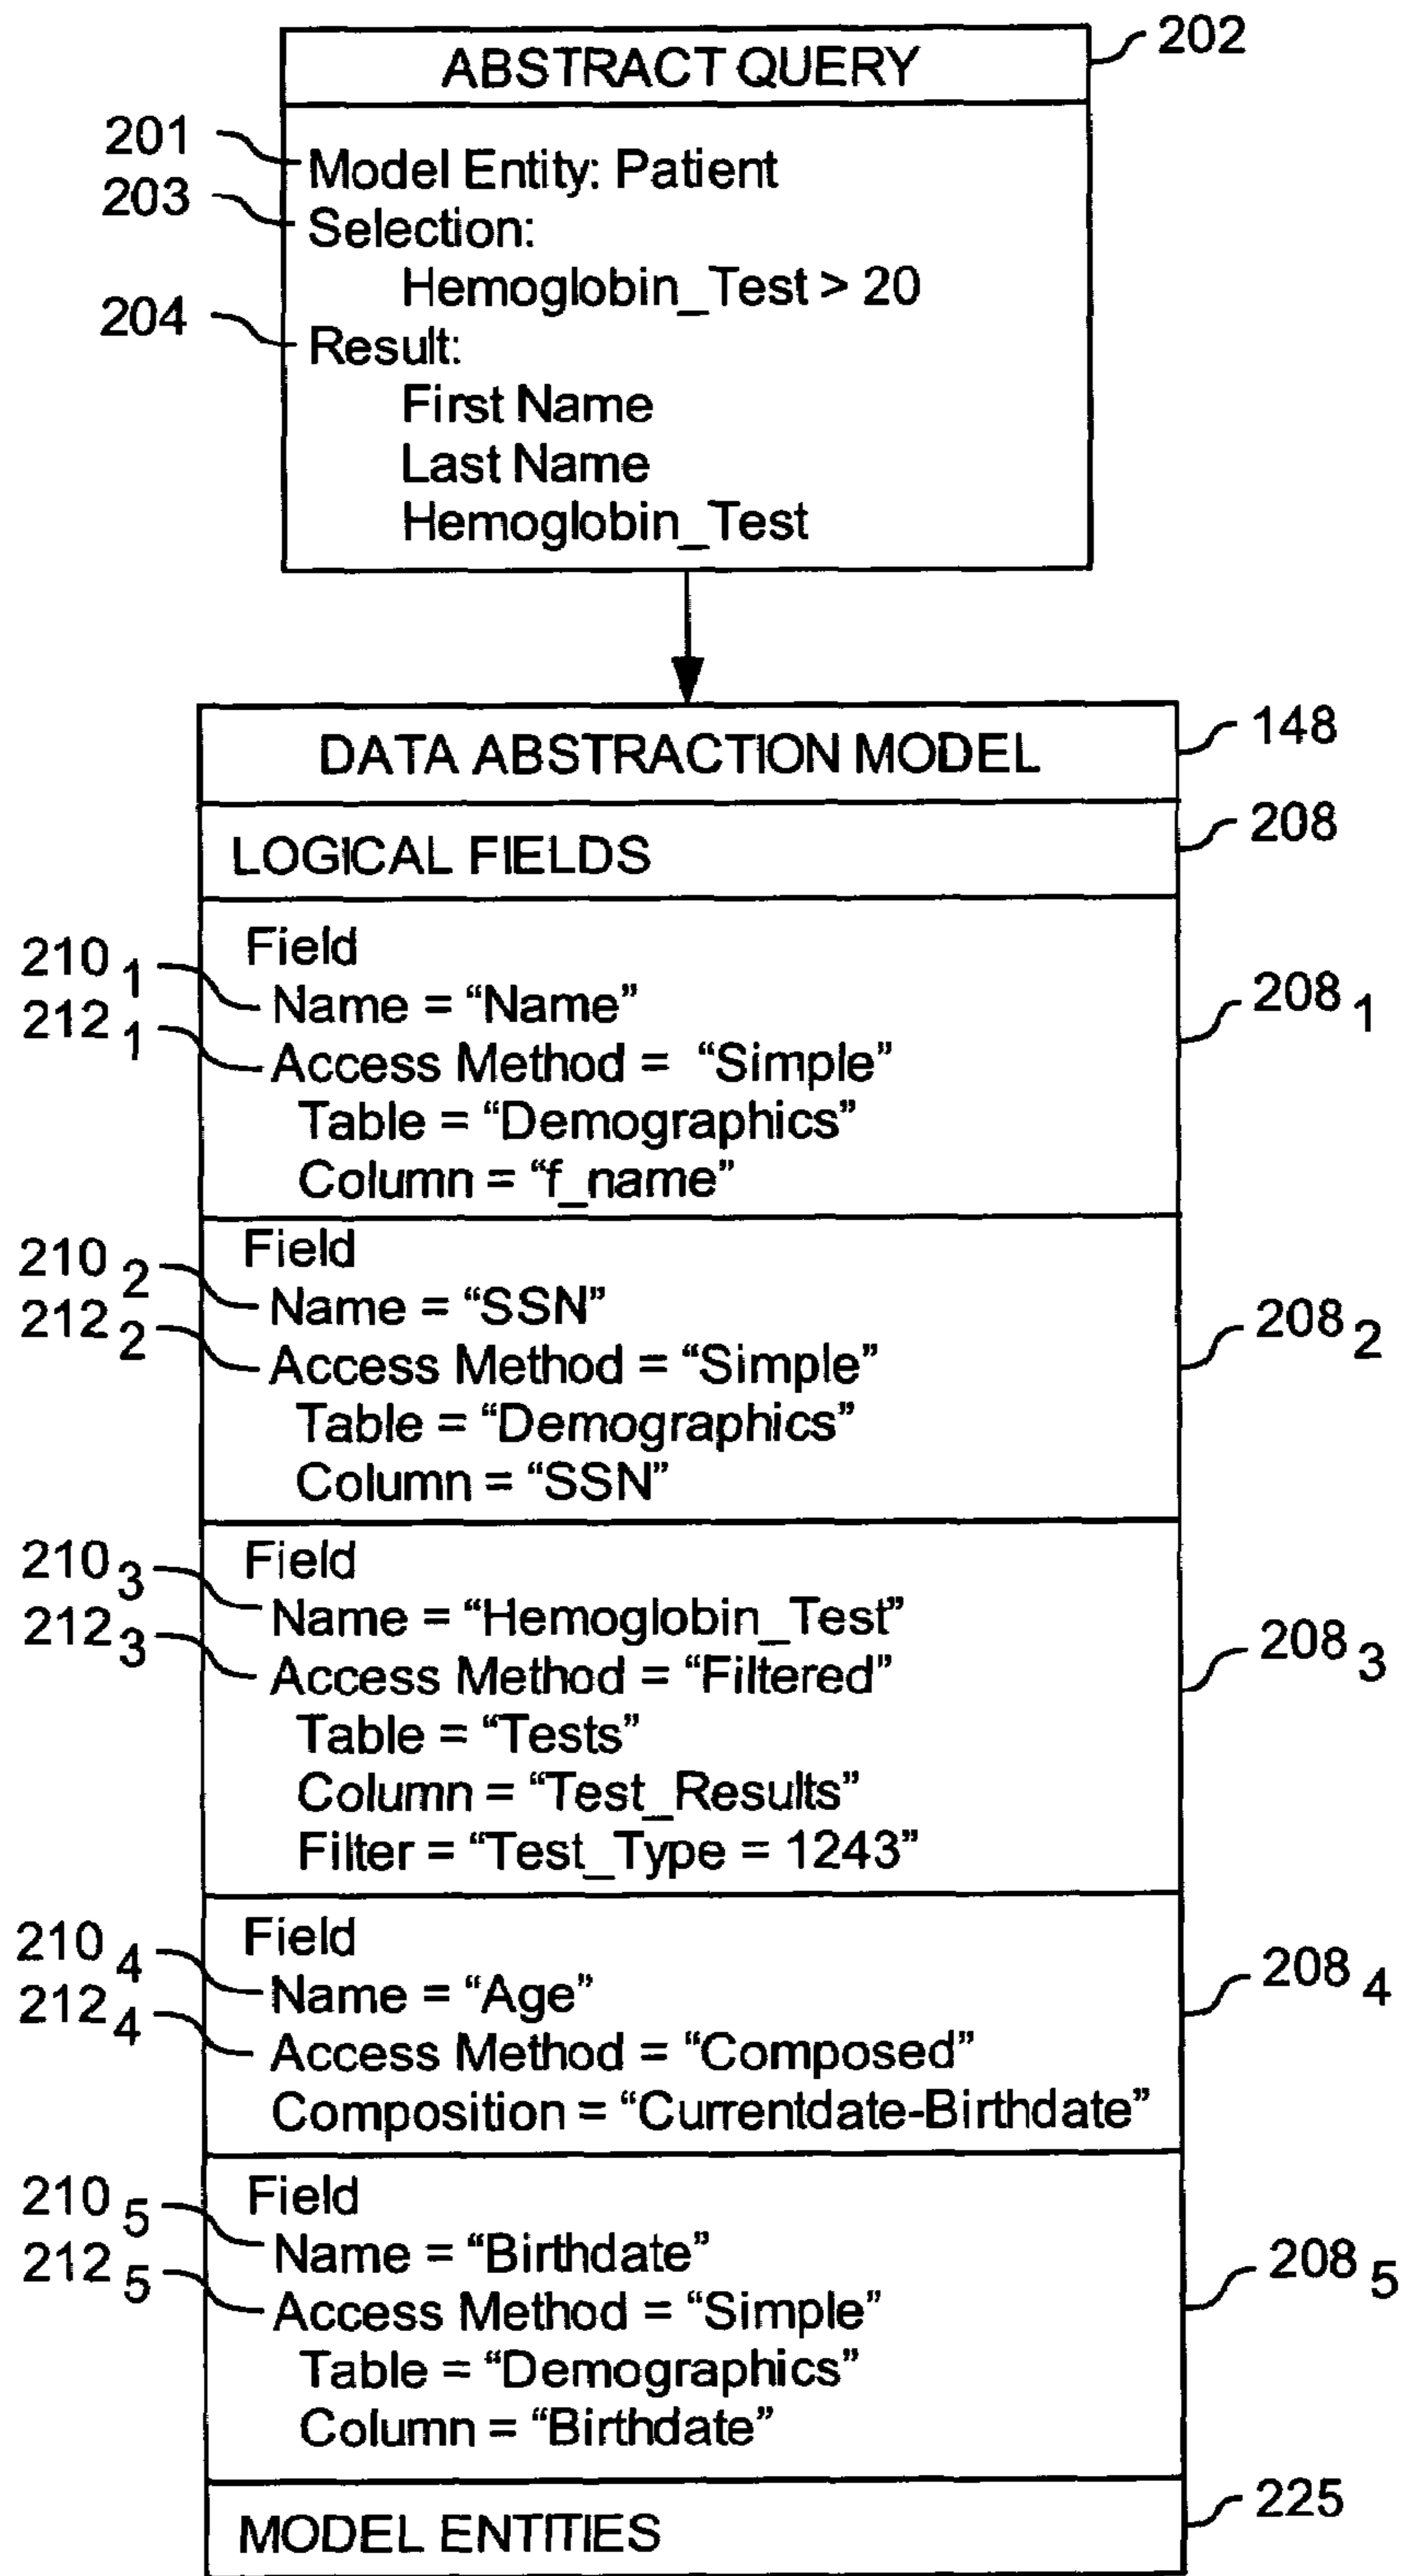 ABSTRACT QUERY 202
201 Model Entity: Patient
203 Selection:
Hemoglobin_Test > 20
204 Result:
First Name
Last Name
Hemoglobin_Test
DATA ABSTRACTION MODEL 148
LOGICAL FIELDS 208
Field
210 1 Name = “Name” 208 1
212 1 Access Method = “Simple”
Table = “Demographics”
Column = “f_name”
Field
210 2 Name = “SSN”
212 2 Access Method = “Simple” 208 2
Table = “Demographics”
Column = “SSN”
Field
210 3 Name = “Hemoglobin_Test”
212 3 Access Method = “Filtered” 208 3
Table = “Tests”
Column = “Test_Results”
Filter = “Test_Type = 1243”
Field
210 4 Name = “Age” 208 4
212 4 Access Method = “Composed”
Composition = “Currentdate-Birthdate”
Field
210 5 Name = “Birthdate” 208 5
212 5 Access Method = “Simple”
Table = “Demographics”
Column = “Birthdate”
MODEL ENTITIES 225